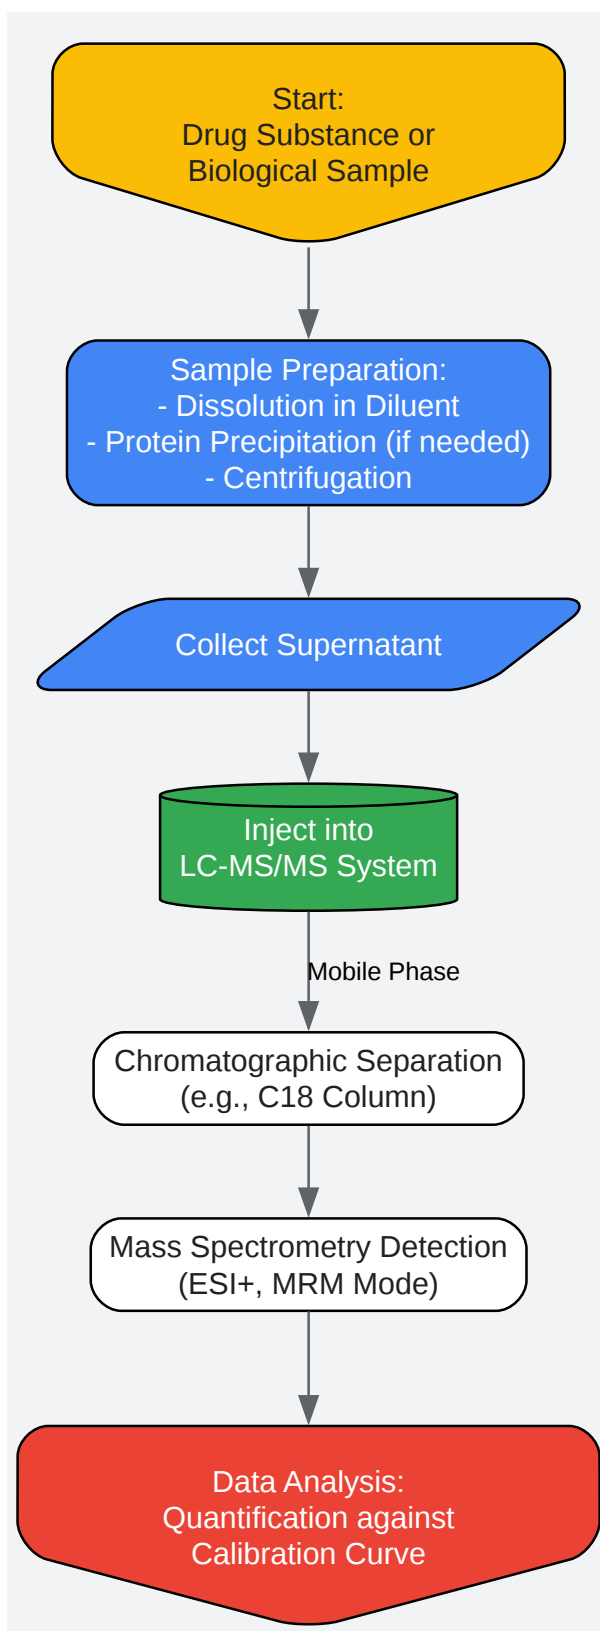 Start:
Drug Substance or
Biological Sample
Sample Preparation:
- Dissolution in Diluent
- Protein Precipitation (if needed)
- Centrifugation
Collect Supernatant
Inject into
LC-MS/MS System
Mobile Phase
Chromatographic Separation
(e.g., C18 Column)
Mass Spectrometry Detection
(ESI+, MRM Mode)
Data Analysis:
Quantification against
Calibration Curve